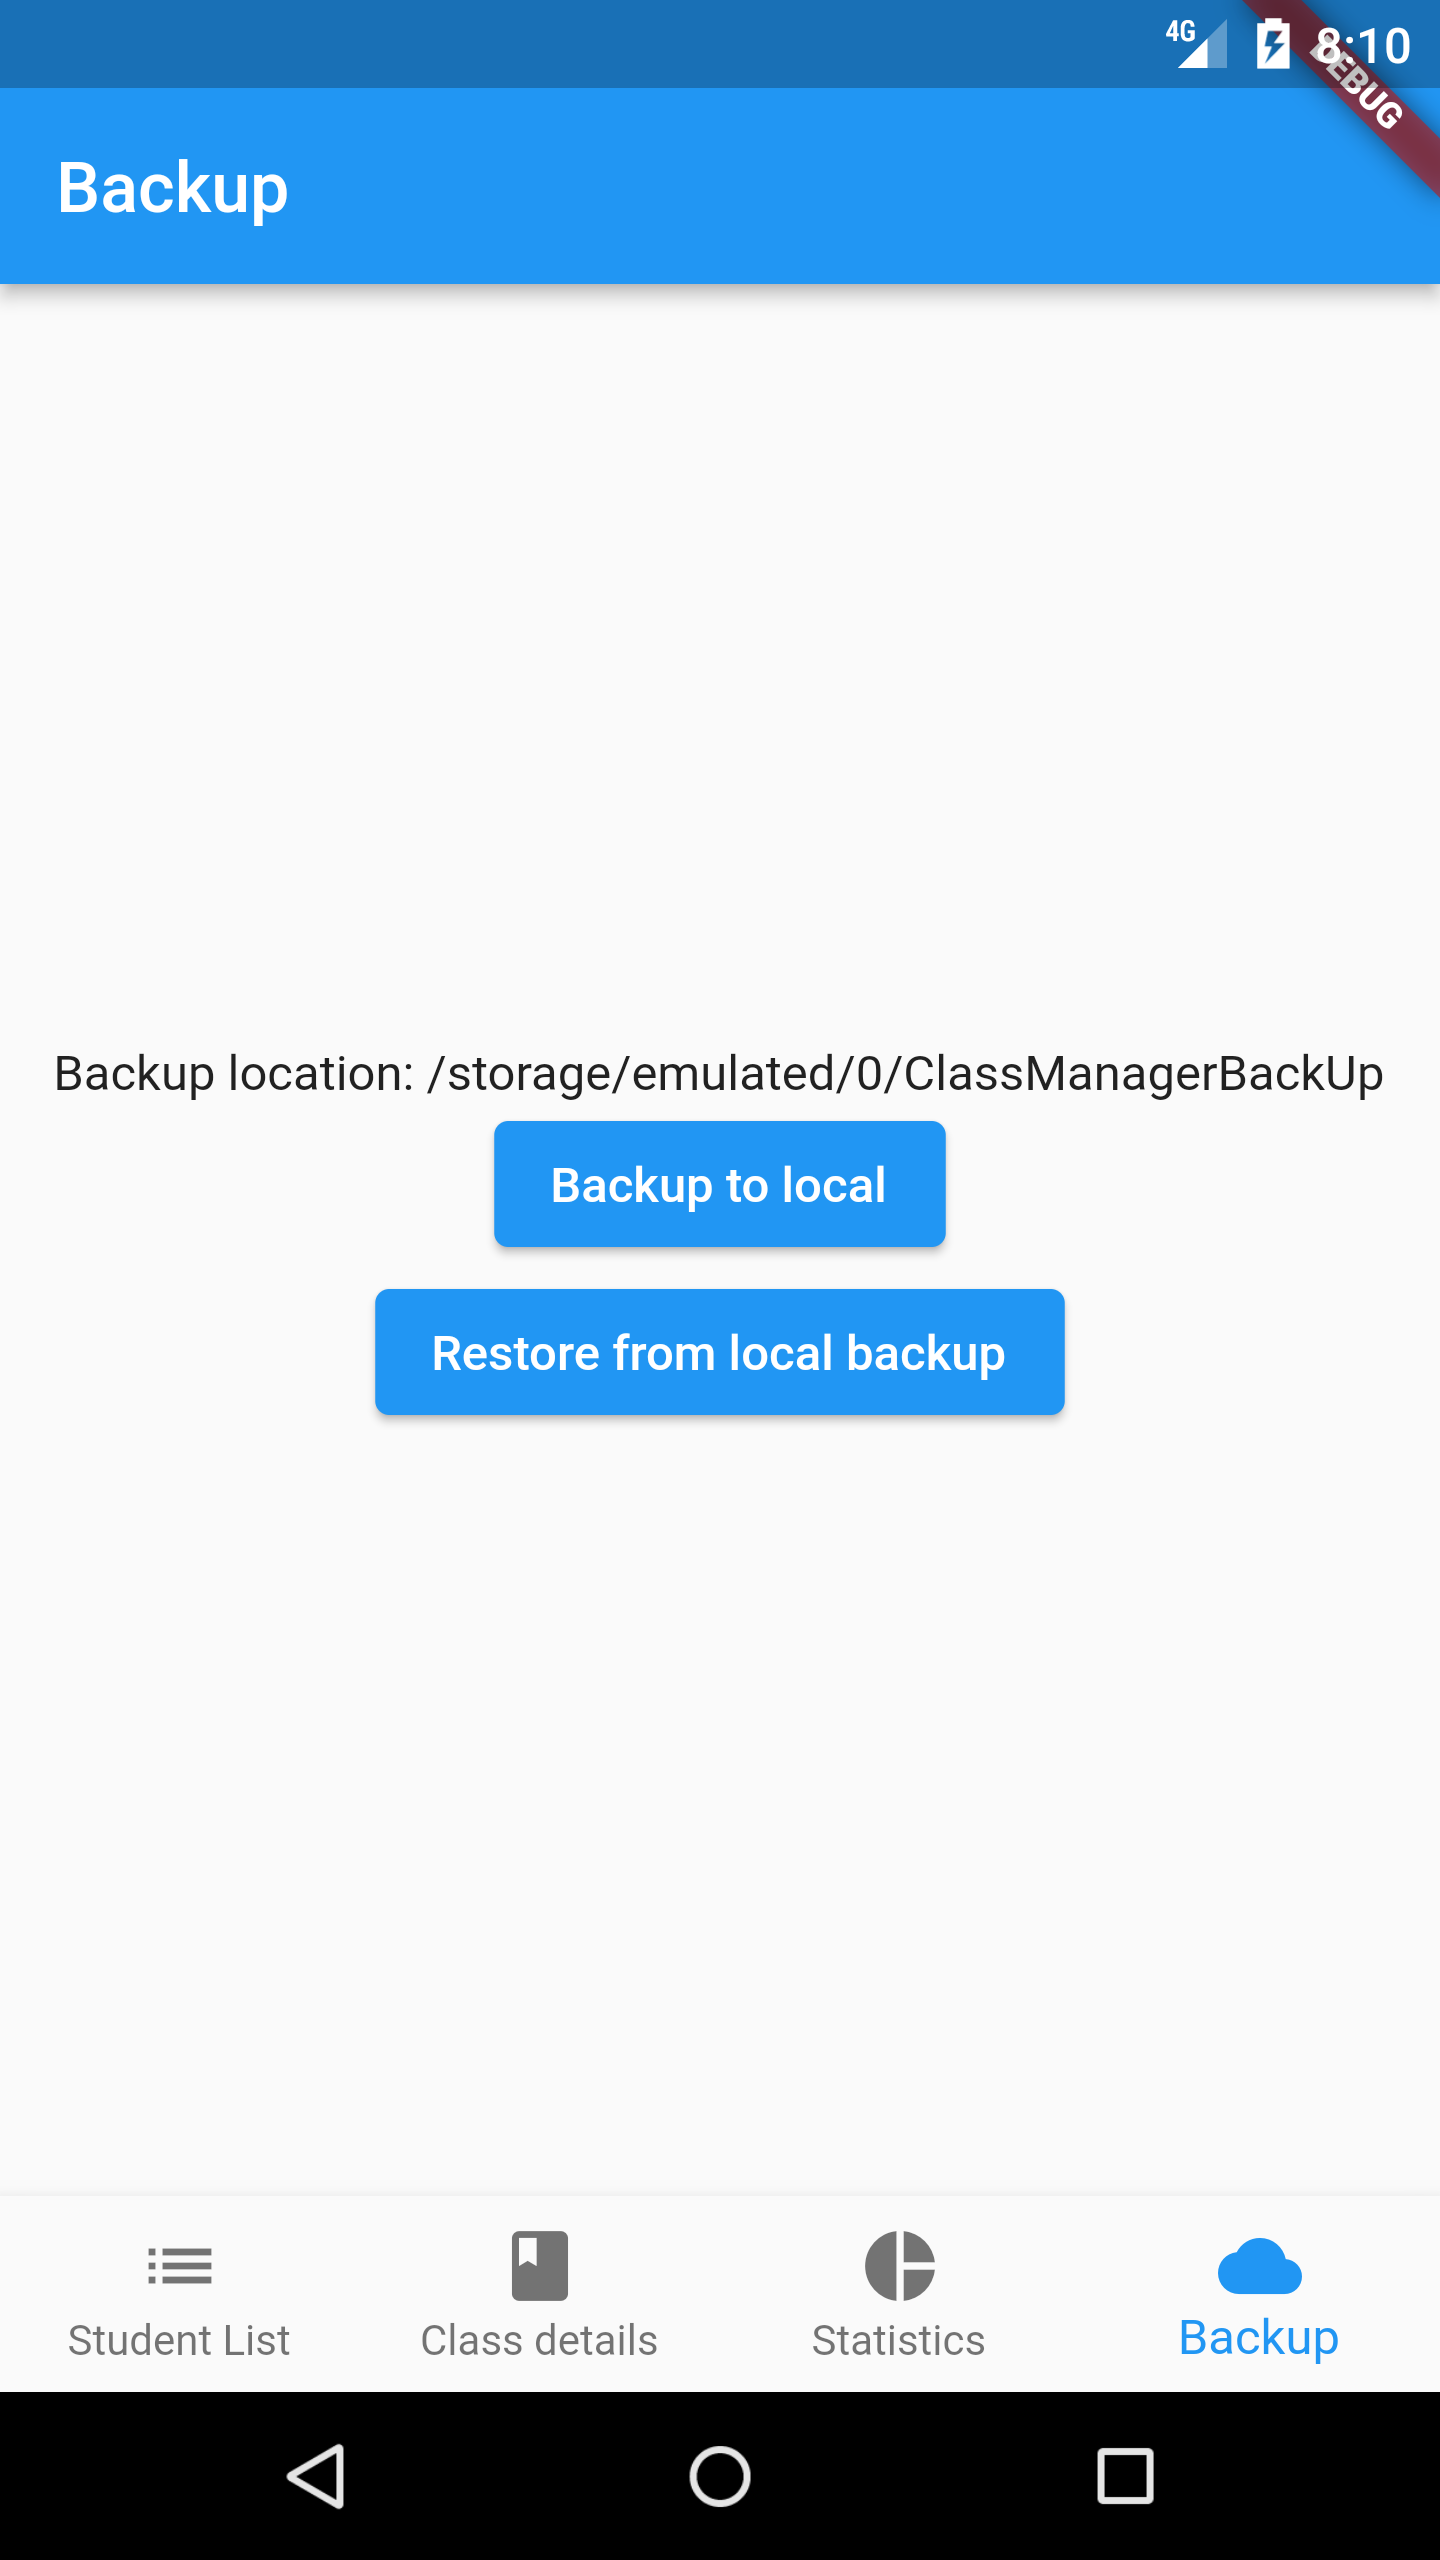 4G 8:10
DEBUG
Backup
Backup location: /storage/emulated/0/ClassManagerBackUp
Backup to local
Restore from local backup
Student List Class details Statistics Backup